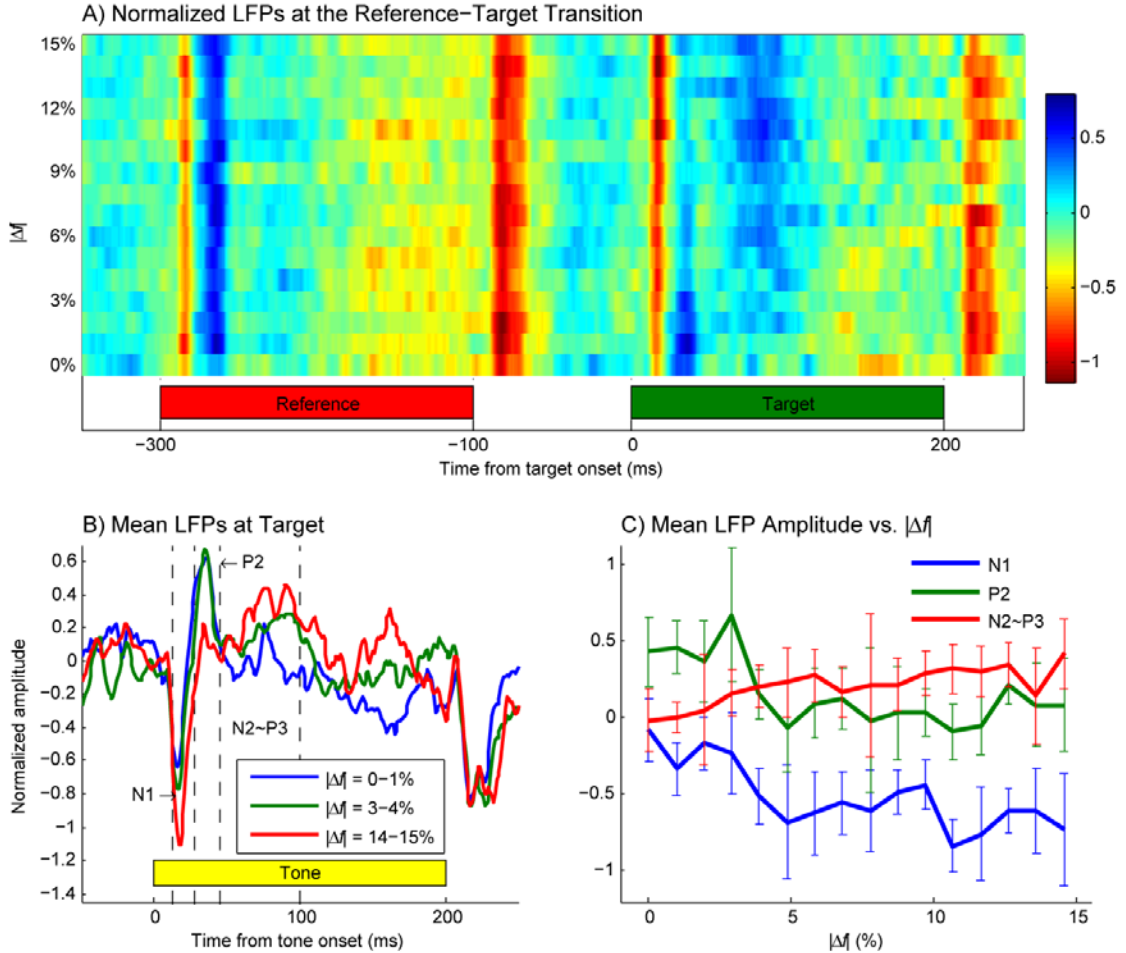 A) Normalized LFPs at the Reference−Target Transition
15%
12%
9%
6%
3%
0%
|Δf|
0.5
0
−0.5
−1
Reference
Target
−300
−100
0
200
Time from target onset (ms)
B) Mean LFPs at Target
0.6
0.4
0.2
0
−0.2
−0.4
−0.6
−0.8
−1
−1.2
−1.4
Normalized amplitude
P2
N2~P3
N1
|Δf| = 0−1%
|Δf| = 3−4%
|Δf| = 14−15%
Tone
0
100
200
Time from tone onset (ms)
C) Mean LFP Amplitude vs. |Δf|
1
0.5
0
−0.5
−1
N1
P2
N2~P3
0
5
10
15
|Δf| (%)